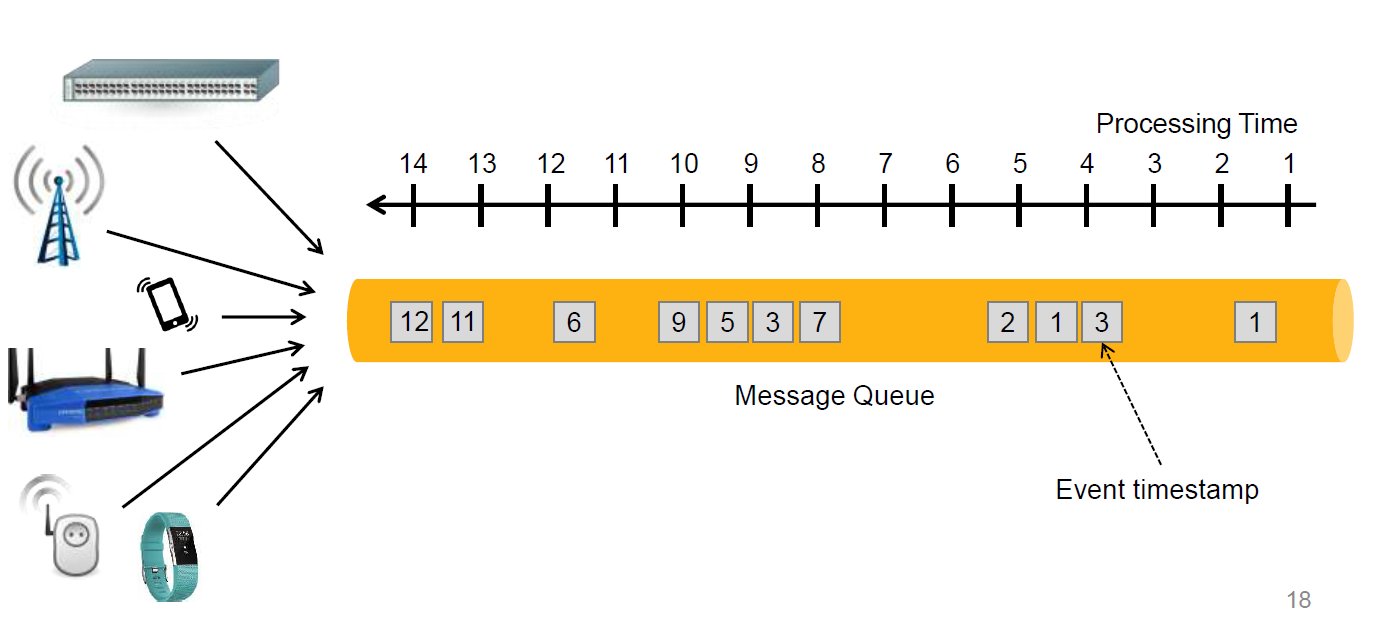 Processing Time
14 13 12 11 10 9 8 7 6 5 4 3 2 1
12 11 6 9 5 3 7 2 1 3 1
Message Queue
Event timestamp
18